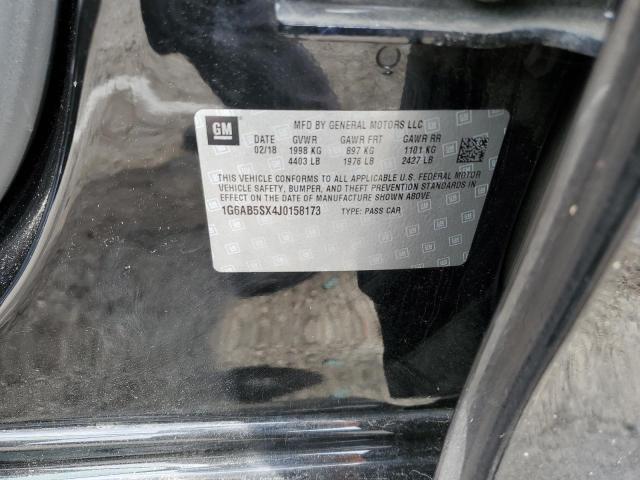 GM
MFD BY GENERAL MOTORS LLC
DATE GVWR GAWR FRT GAWR RR
02/18 1998 KG 897 KG 1101 KG
4403 LB 1976 LB 2427 LB
THIS VEHICLE CONFORMS TO ALL APPLICABLE U.S. FEDERAL MOTOR
VEHICLE SAFETY, BUMPER, AND THEFT PREVENTION STANDARDS IN
EFFECT ON THE DATE OF MANUFACTURE SHOWN ABOVE.
1G6AB5SX4J0158173 TYPE: PASS CAR